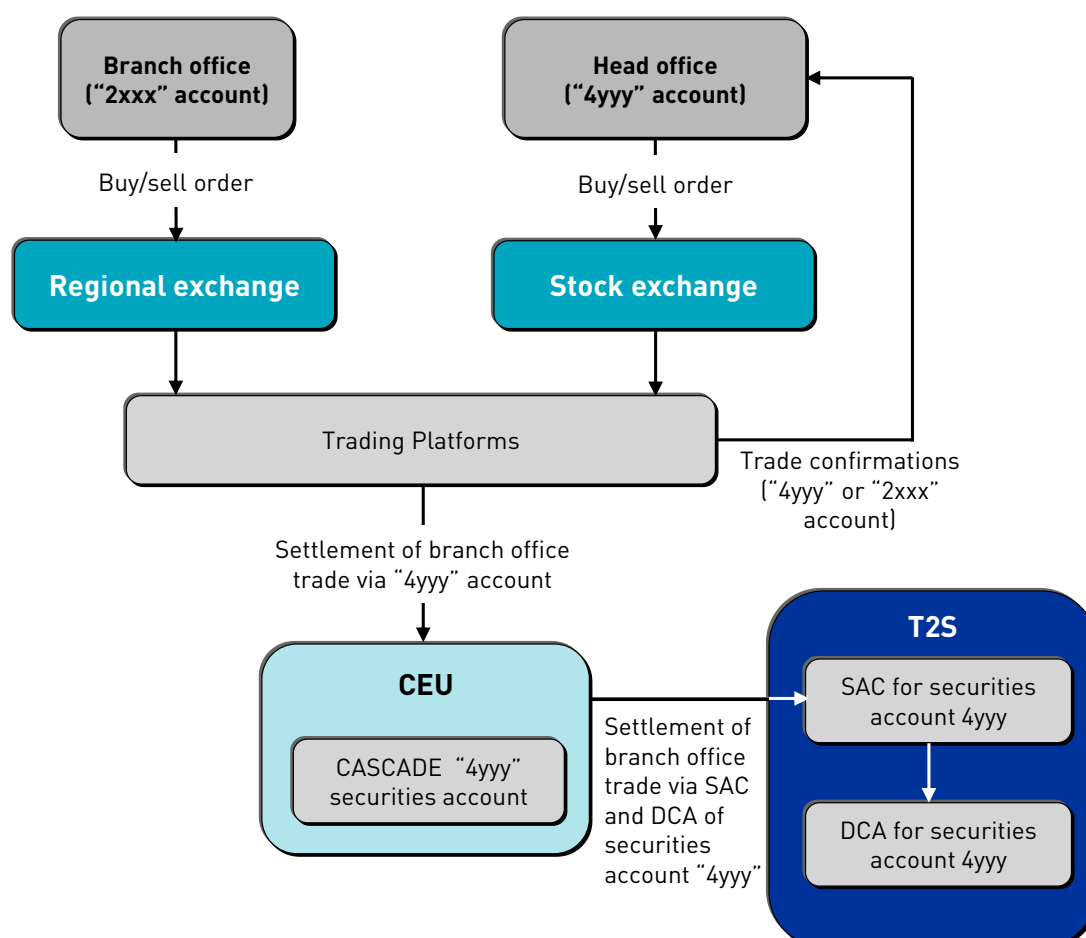 Branch office
(“2xxx” account)
Head office
(“4yyy” account)
Buy/sell order
Buy/sell order
Regional exchange
Stock exchange
Trading Platforms
Trade confirmations
(“4yyy” or “2xxx”
account)
Settlement of branch office
trade via “4yyy” account
CEU
CASCADE “4yyy”
securities account
Settlement of
branch office
trade via SAC
and DCA of
securities
account “4yyy”
T2S
SAC for securities
account 4yyy
DCA for securities
account 4yyy